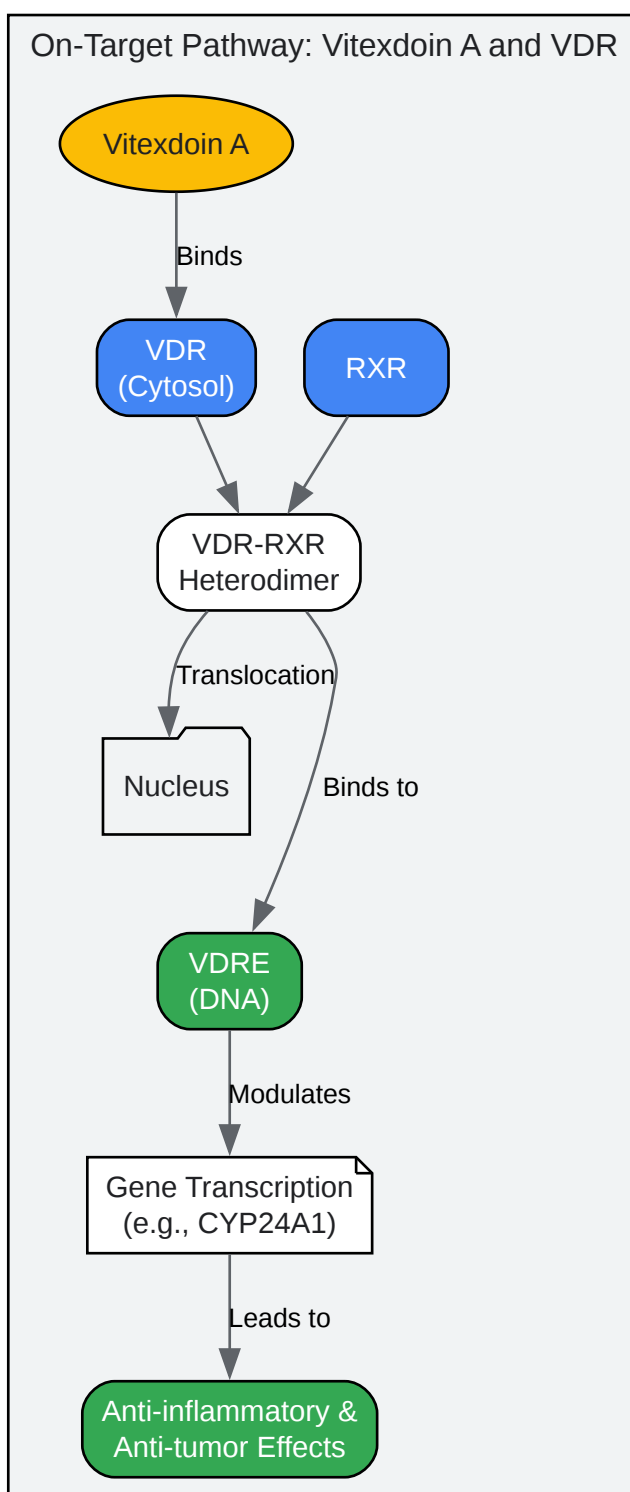 On-Target Pathway: Vitexdoin A and VDR
Vitexdoin A
Binds
VDR
(Cytosol)
RXR
VDR-RXR
Heterodimer
Translocation
Nucleus
Binds to
VDRE
(DNA)
Modulates
Gene Transcription
(e.g., CYP24A1)
Leads to
Anti-inflammatory &
Anti-tumor Effects